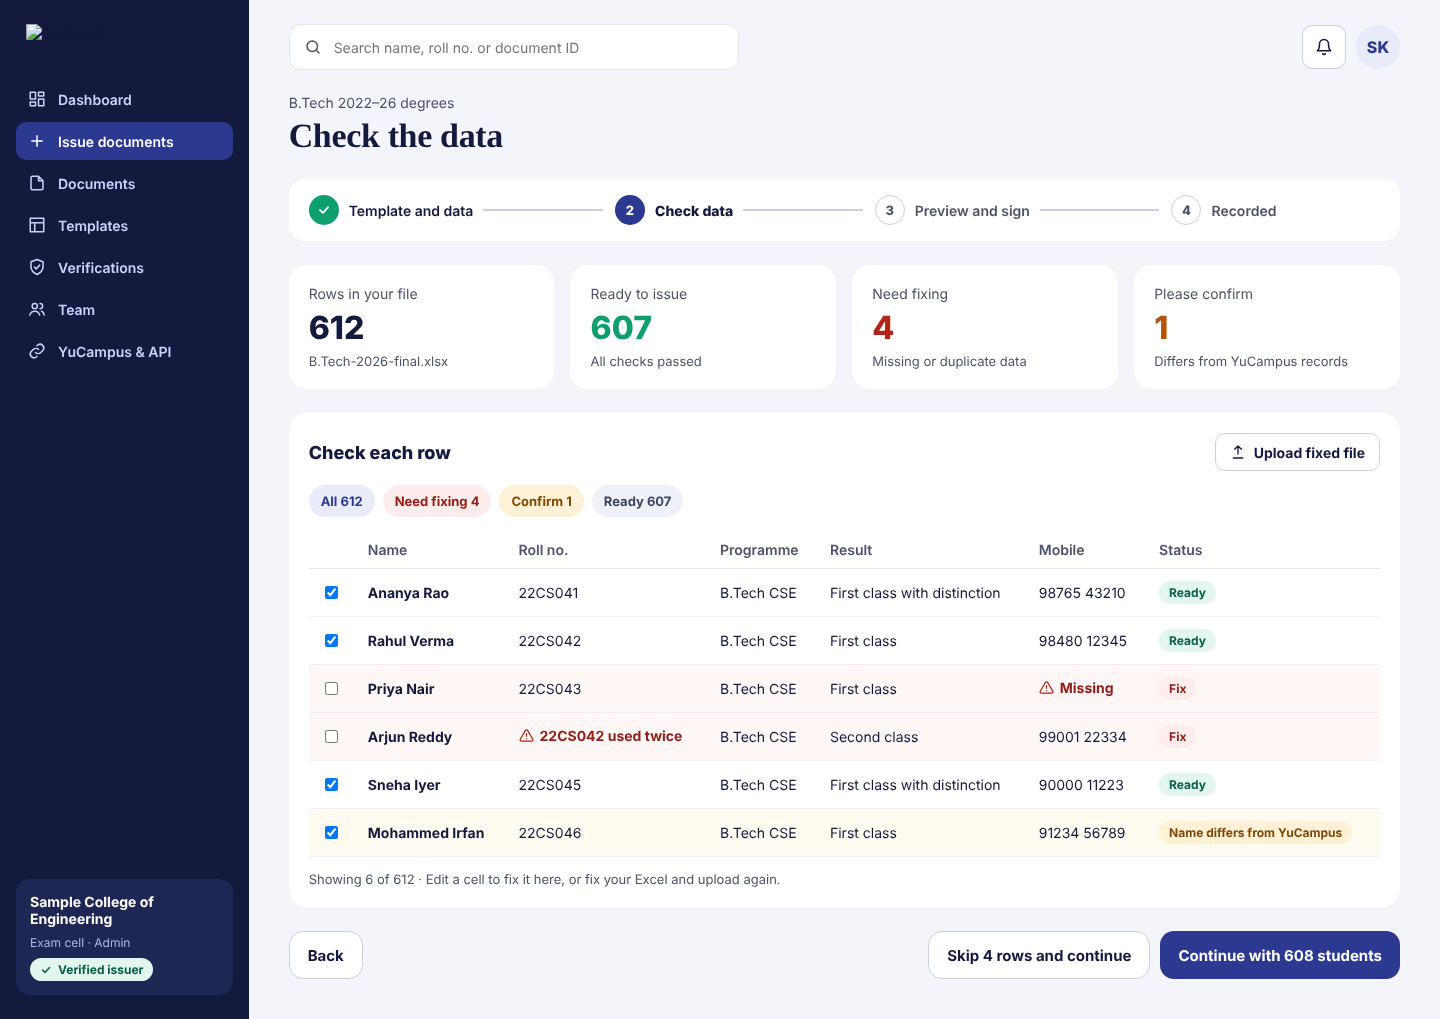 Search name, roll no. or document ID
SK
Dashboard
Issue documents
Documents
Templates
Verifications
Team
YuCampus & API
Sample College of
Engineering
Exam cell · Admin
Verified issuer
B.Tech 2022–26 degrees
Check the data
Template and data
2 Check data
3 Preview and sign
4 Recorded
Rows in your file
612
B.Tech-2026-final.xlsx
Ready to issue
607
All checks passed
Need fixing
4
Missing or duplicate data
Please confirm
1
Differs from YuCampus records
Check each row
Upload fixed file
All 612 Need fixing 4 Confirm 1 Ready 607
Name Roll no. Programme Result Mobile Status
Ananya Rao 22CS041 B.Tech CSE First class with distinction 98765 43210 Ready
Rahul Verma 22CS042 B.Tech CSE First class 98480 12345 Ready
Priya Nair 22CS043 B.Tech CSE First class Missing Fix
Arjun Reddy 22CS042 used twice B.Tech CSE Second class 99001 22334 Fix
Sneha Iyer 22CS045 B.Tech CSE First class with distinction 90000 11223 Ready
Mohammed Irfan 22CS046 B.Tech CSE First class 91234 56789 Name differs from YuCampus
Showing 6 of 612 · Edit a cell to fix it here, or fix your Excel and upload again.
Back
Skip 4 rows and continue
Continue with 608 students